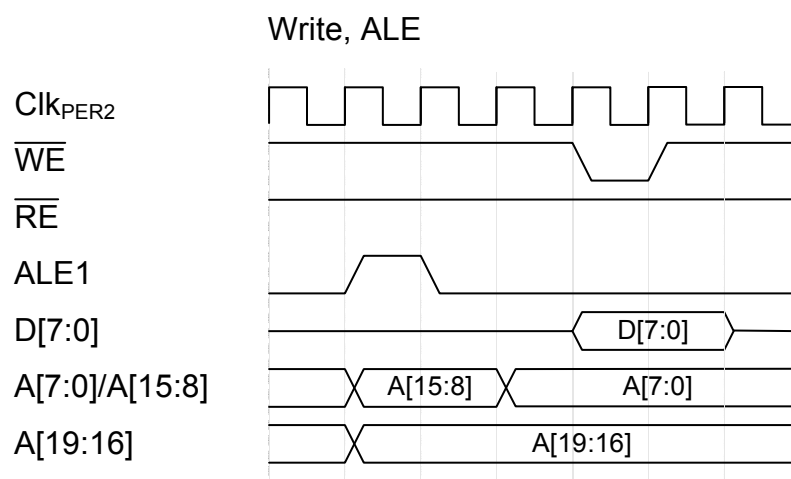 Write, ALE
ClkPER2
WE
RE
ALE1
D[7:0] D[7:0]
A[7:0]/A[15:8] A[15:8] A[7:0]
A[19:16] A[19:16]